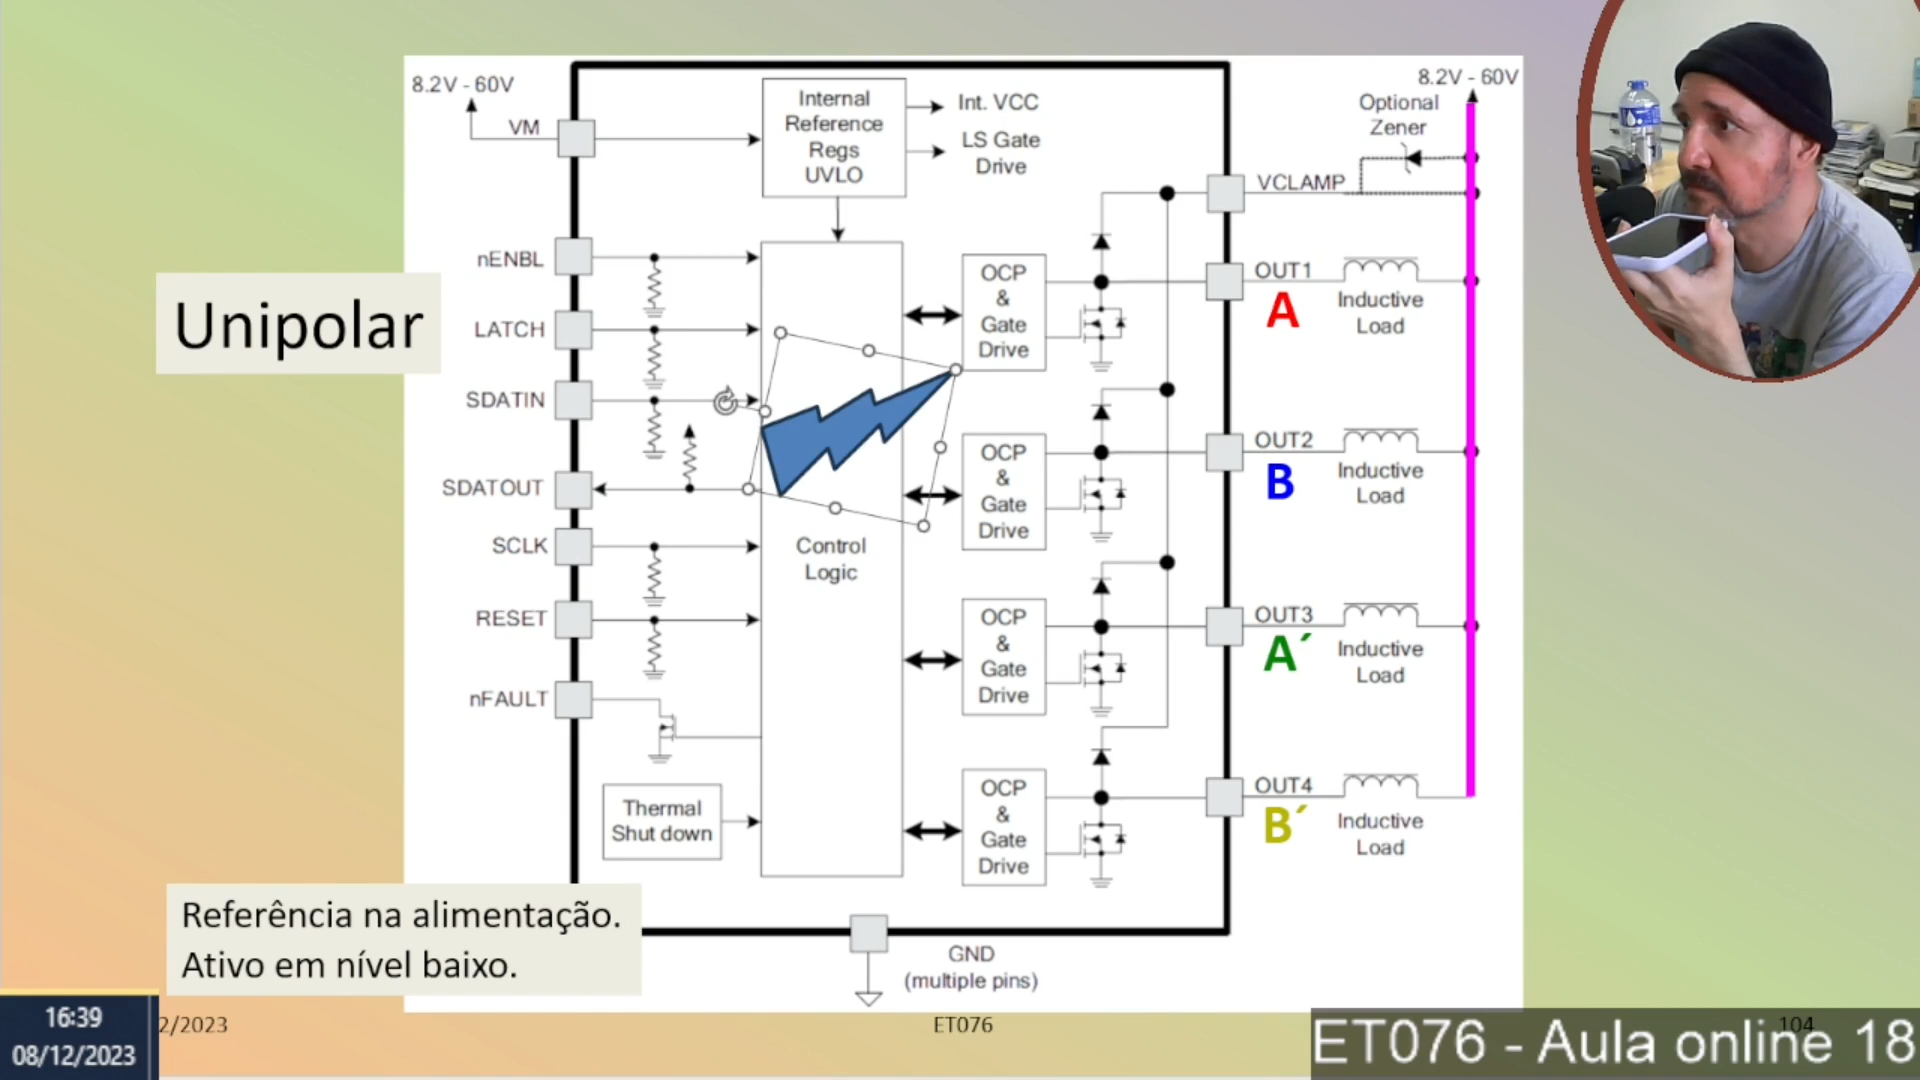 8.2V - 60V
8.2V - 60V
VM
Internal
Reference
Regs
UVLO
Int. VCC
LS Gate
Drive
Optional
Zener
VCLAMP
nENBL
LATCH
SDATIN
SDATOUT
SCLK
RESET
nFAULT
Unipolar
Control
Logic
Thermal
Shut down
OCP
&
Gate
Drive
OUT1
A
Inductive
Load
OCP
&
Gate
Drive
OUT2
B
Inductive
Load
OCP
&
Gate
Drive
OUT3
A´
Inductive
Load
OCP
&
Gate
Drive
OUT4
B´
Inductive
Load
Referência na alimentação.
Ativo em nível baixo.
GND
(multiple pins)
16:39
08/12/2023
2/2023
ET076
104
ET076 - Aula online 18